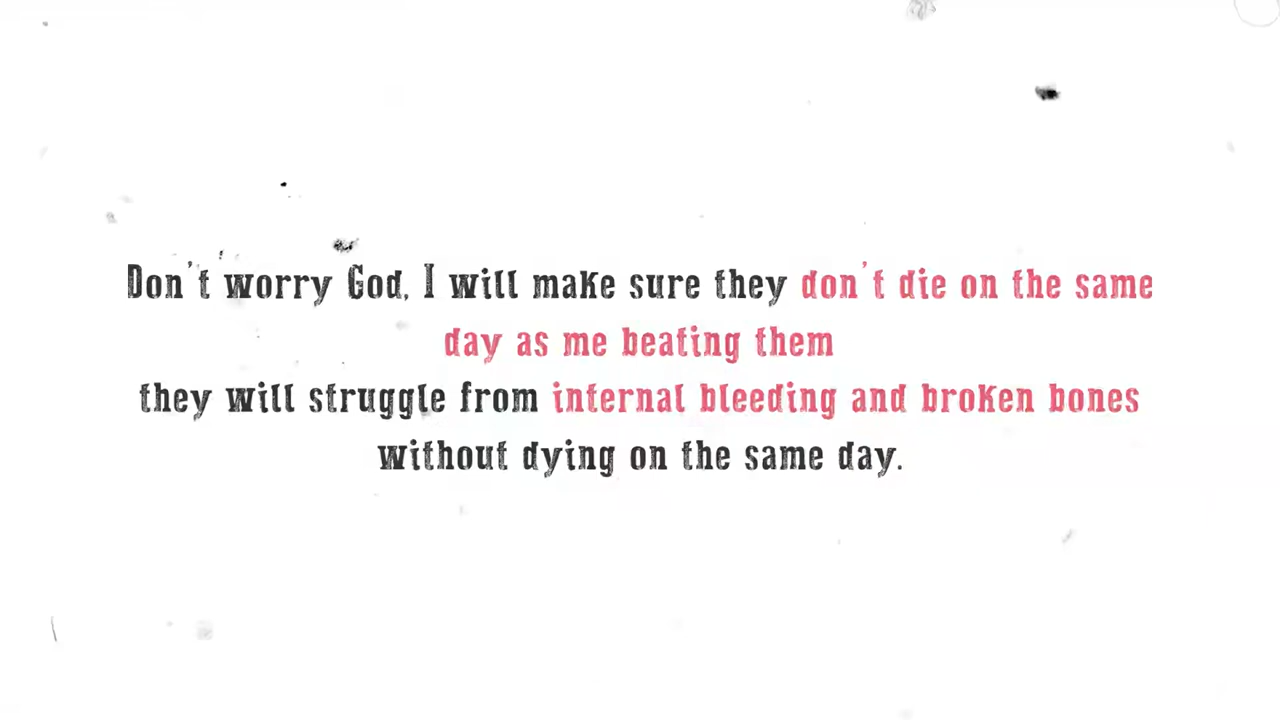 Don't worry God, I will make sure they don't die on the same
day as me beating them
they will struggle from internal bleeding and broken bones
without dying on the same day.